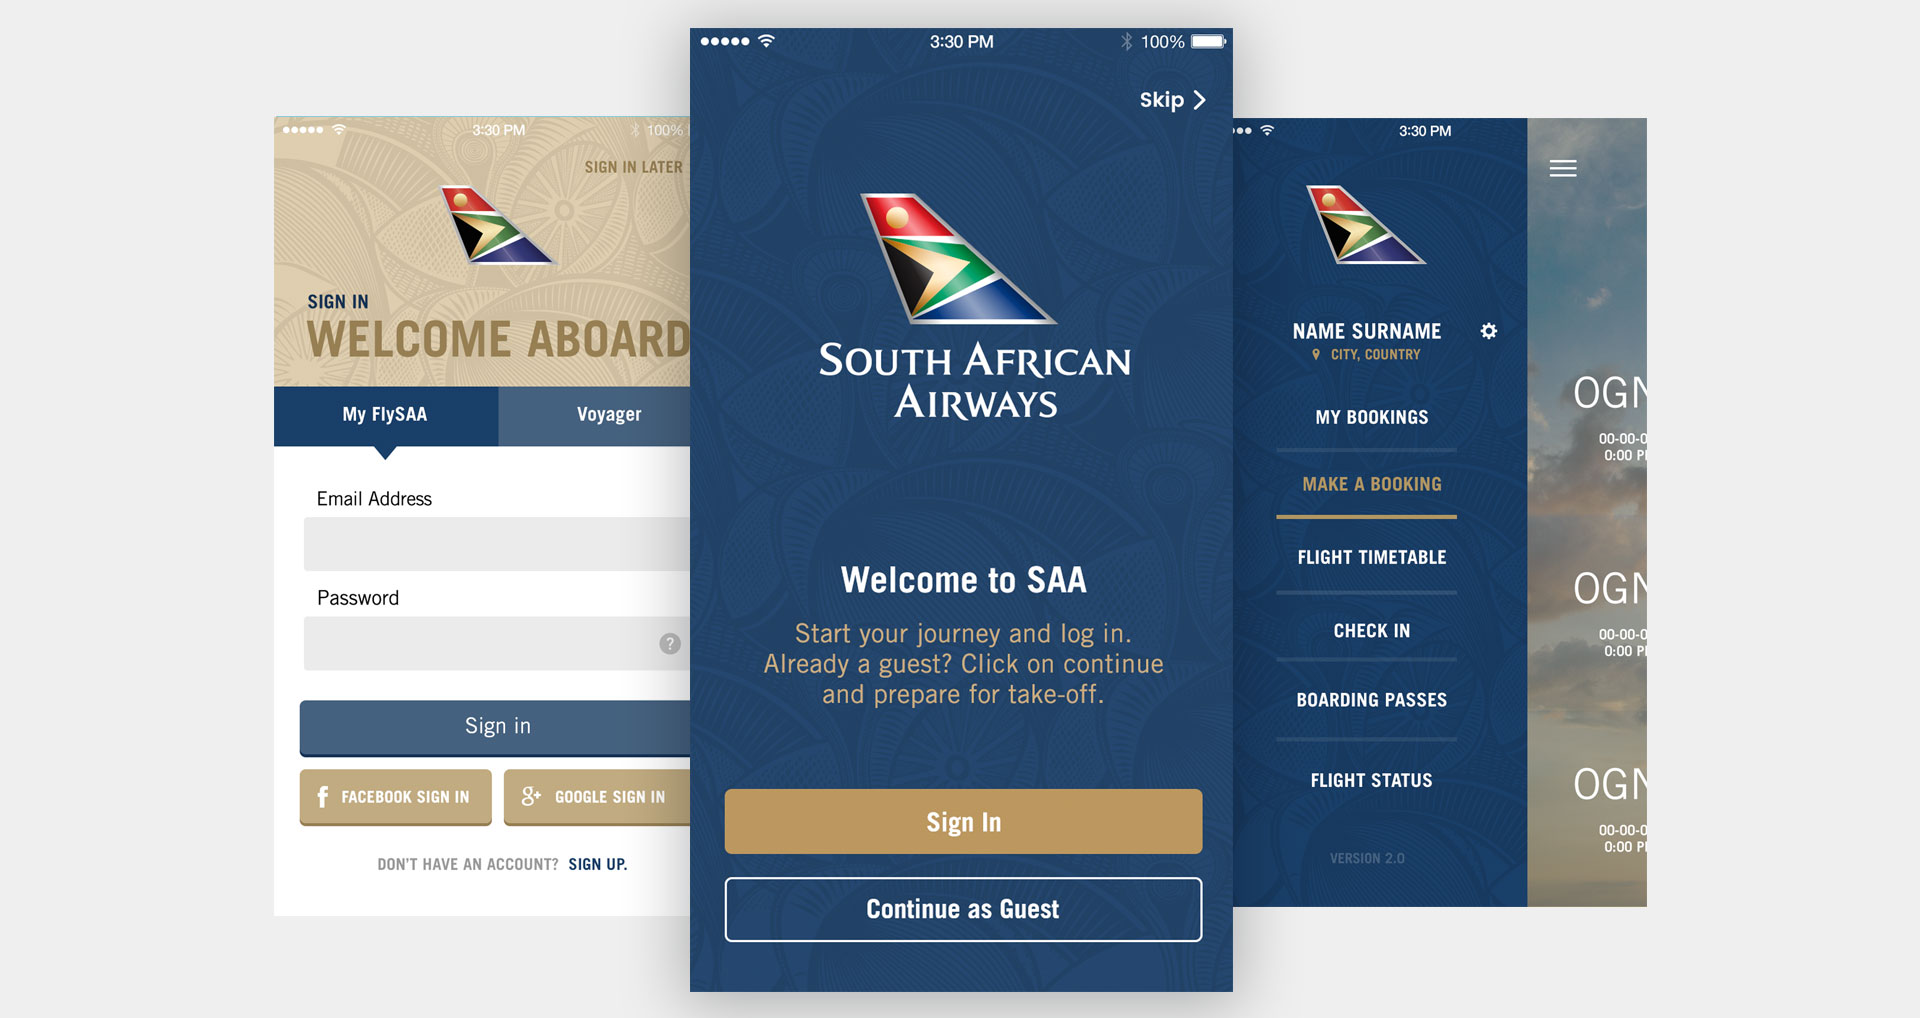 3:30 PM
100%
SIGN IN LATER
SIGN IN
WELCOME ABOARD
My FlySAA
Voyager
Email Address
Password
?
Sign in
f FACEBOOK SIGN IN
g+ GOOGLE SIGN IN
DON'T HAVE AN ACCOUNT? SIGN UP.
3:30 PM
100%
Skip
SOUTH AFRICAN
AIRWAYS
Welcome to SAA
Start your journey and log in.
Already a guest? Click on continue
and prepare for take-off.
Sign In
Continue as Guest
3:30 PM
NAME SURNAME
CITY, COUNTRY
MY BOOKINGS
MAKE A BOOKING
FLIGHT TIMETABLE
CHECK IN
BOARDING PASSES
FLIGHT STATUS
VERSION 2.0
OGN
00-00-0
0:00 P
OGN
00-00-0
0:00 P
OGN
00-00-0
0:00 P